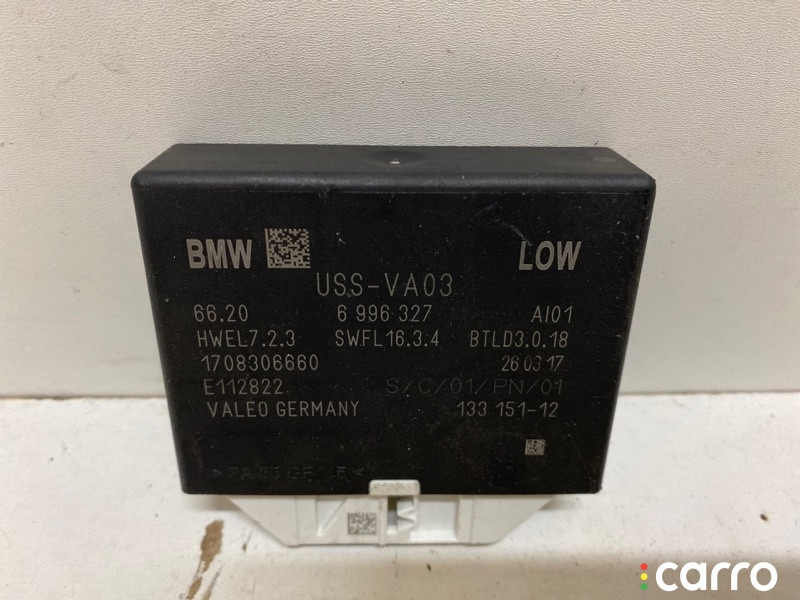 BMW LOW
USS-VA03
66.20 6 996 327 AI01
HWEL7.2.3 SWFL16.3.4 BTLD3.0.18
1708306660 26 03 17
E112822 S/C/01/PN/01
VALEO GERMANY 133 151-12
carro